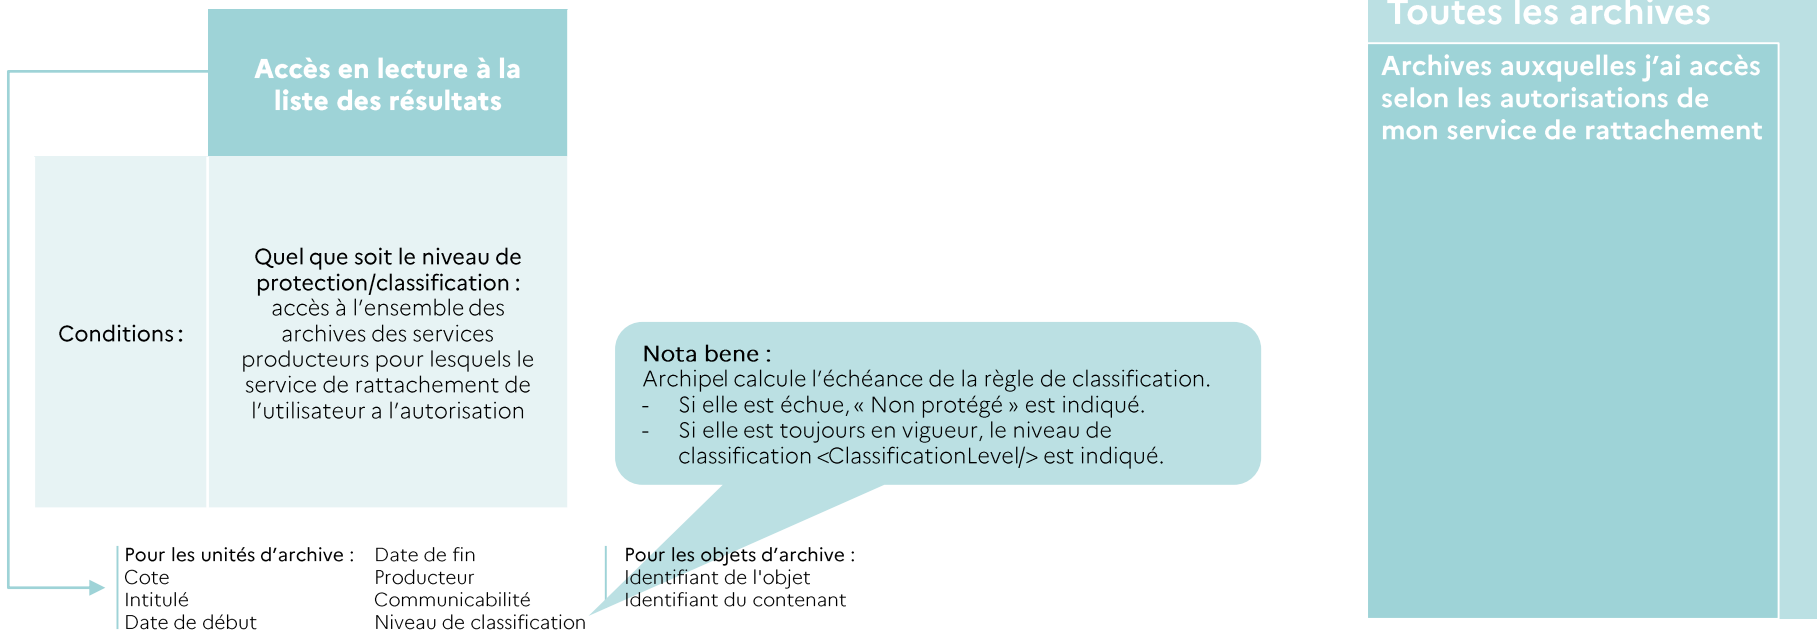 Accès en lecture à la
liste des résultats
Conditions :
Quel que soit le niveau de
protection/classification :
accès à l’ensemble des
archives des services
producteurs pour lesquels le
service de rattachement de
l’utilisateur a l’autorisation
Nota bene :
Archipel calcule l’échéance de la règle de classification.
- Si elle est échue, « Non protégé » est indiqué.
- Si elle est toujours en vigueur, le niveau de
classification <ClassificationLevel/> est indiqué.
Pour les unités d’archive :
Cote
Intitulé
Date de début
Date de fin
Producteur
Communicabilité
Niveau de classification
Pour les objets d’archive :
Identifiant de l'objet
Identifiant du contenant
Toutes les archives
Archives auxquelles j’ai accès
selon les autorisations de
mon service de rattachement